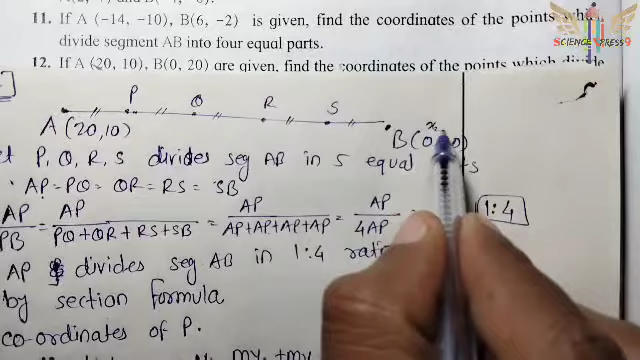 11. If A (-14, -10), B(6, -2) is given, find the coordinates of the points
divide segment AB into four equal parts.
12. If A (20, 10), B(0, 20) are given, find the coordinates of the points which divide
SCIENCE PRESS9
5
P Q R S
A (20,10)
B(0
x₂
P, Q, R, S divides seg AB in 5 equal
AP = PQ = QR = RS = SB
AP/PB = AP/PQ+QR+RS+SB = AP/AP+AP+AP+AP = AP/4AP 1:4
AP divides seg AB in 1:4
by section formula
co-ordinates of P.